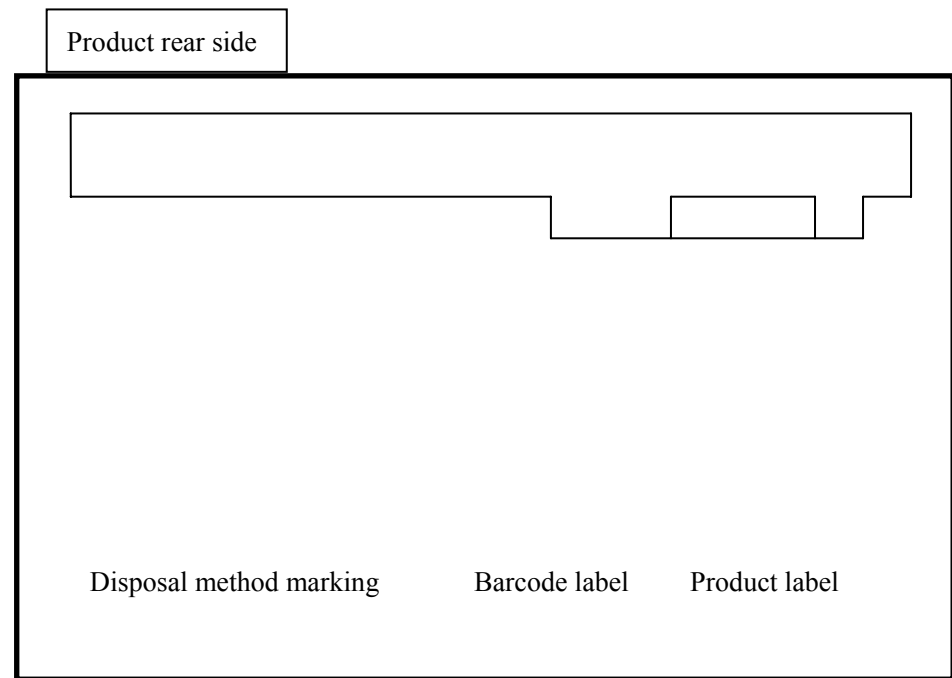 Product rear side
Disposal method marking Barcode label Product label